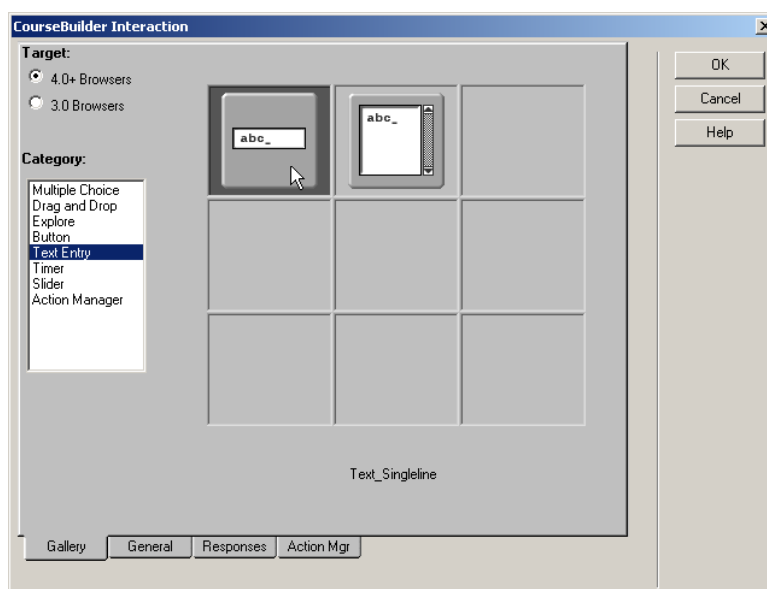 CourseBuilder Interaction
Target:
4.0+ Browsers
3.0 Browsers
Category:
Multiple Choice
Drag and Drop
Explore
Button
Text Entry
Timer
Slider
Action Manager
abc_
abc_
Text_Singleline
OK
Cancel
Help
Gallery
General
Responses
Action Mgr